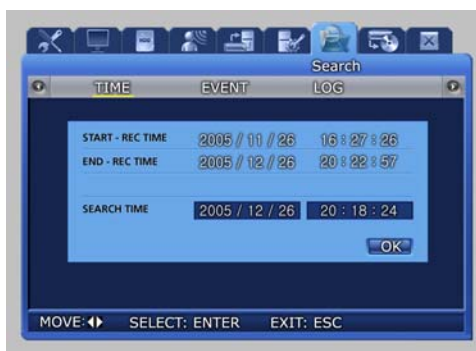 Search
TIME EVENT LOG
START - REC TIME 2005 / 11 / 26 16 : 27 : 26
END - REC TIME 2005 / 12 / 26 20 : 22 : 57
SEARCH TIME 2005 / 12 / 26 20 : 18 : 24
OK
MOVE: SELECT: ENTER EXIT: ESC